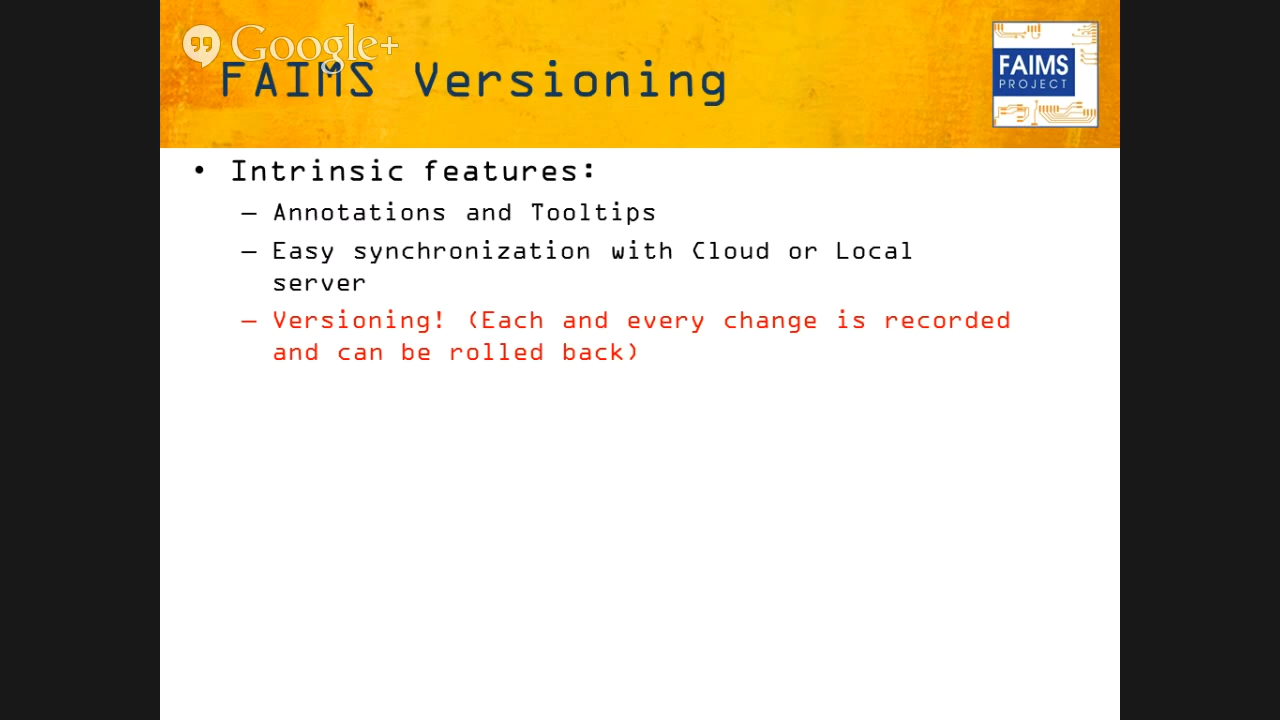 Google+
FAIMS Versioning
FAIMS
PROJECT
• Intrinsic features:
– Annotations and Tooltips
– Easy synchronization with Cloud or Local
server
– Versioning! (Each and every change is recorded
and can be rolled back)